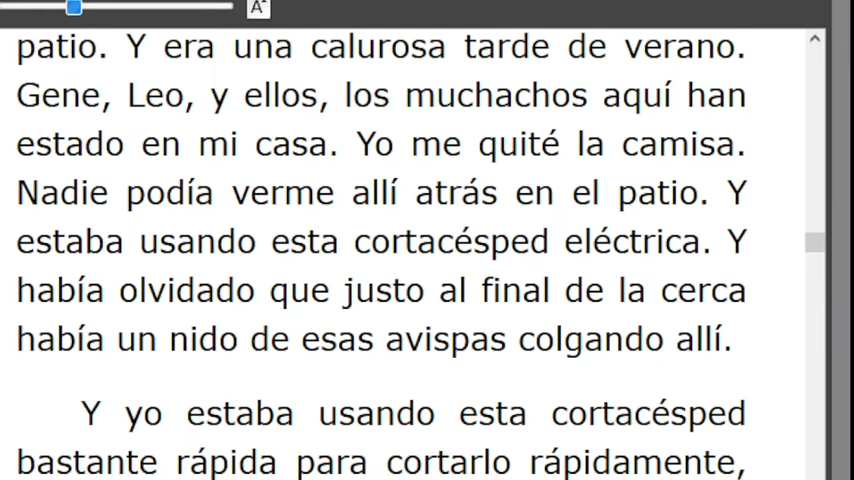 A
patio. Y era una calurosa tarde de verano.
Gene, Leo, y ellos, los muchachos aquí han
estado en mi casa. Yo me quité la camisa.
Nadie podía verme allí atrás en el patio. Y
estaba usando esta cortacésped eléctrica. Y
había olvidado que justo al final de la cerca
había un nido de esas avispas colgando allí.
Y yo estaba usando esta cortacésped
bastante rápida para cortarlo rápidamente,